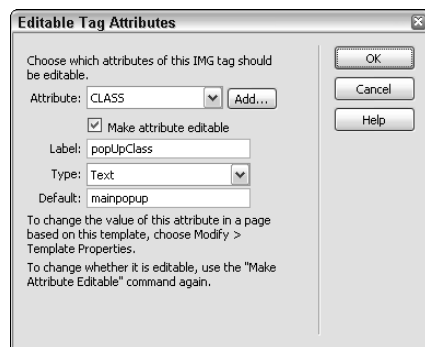 Editable Tag Attributes
Choose which attributes of this IMG tag should
be editable.
Attribute: CLASS Add...
Make attribute editable
Label: popUpClass
Type: Text
Default: mainpopup
To change the value of this attribute in a page
based on this template, choose Modify >
Template Properties.
To change whether it is editable, use the "Make
Attribute Editable" command again.
OK
Cancel
Help